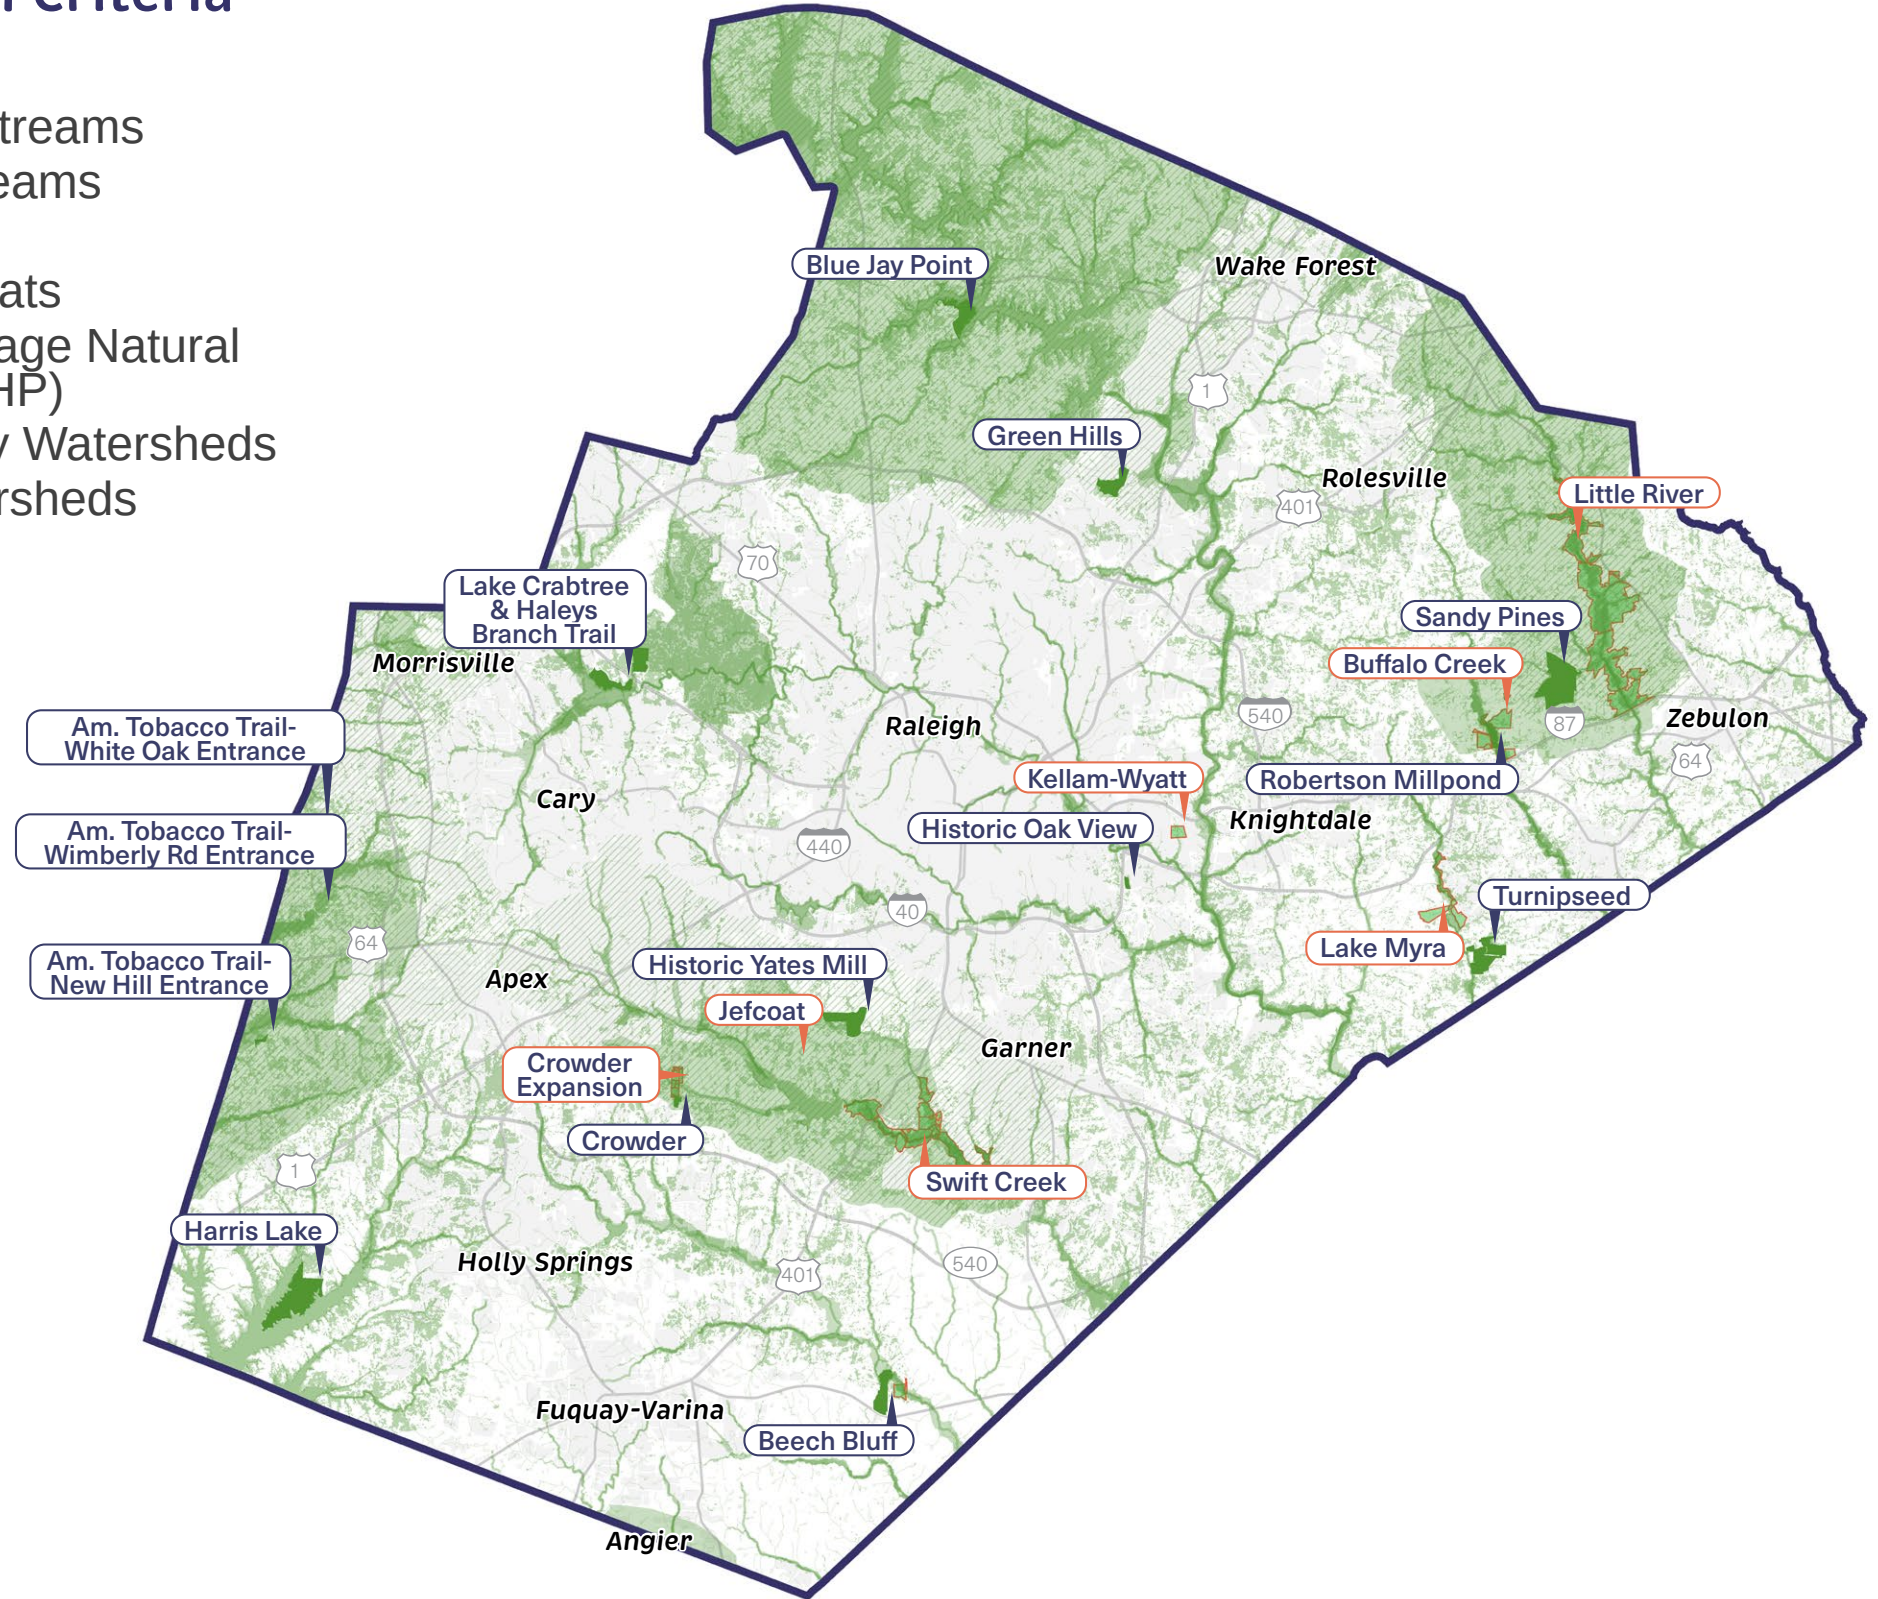 Criteria
treams
eams
ats
age Natural
HP)
y Watersheds
rsheds
Blue Jay Point
Wake Forest
1
Green Hills
Rolesville
401
Little River
70
Lake Crabtree
& Haleys
Branch Trail
Morrisville
Sandy Pines
Buffalo Creek
Am. Tobacco Trail-
White Oak Entrance
Raleigh
540
87
Zebulon
64
Kellam-Wyatt
Robertson Millpond
Cary
Am. Tobacco Trail-
Wimberly Rd Entrance
440
Historic Oak View
Knightdale
40
Turnipseed
64
Lake Myra
Am. Tobacco Trail-
New Hill Entrance
Apex
Historic Yates Mill
Jefcoat
Garner
Crowder
Expansion
Crowder
1
Swift Creek
Harris Lake
Holly Springs
401
540
Fuquay-Varina
Beech Bluff
Angier